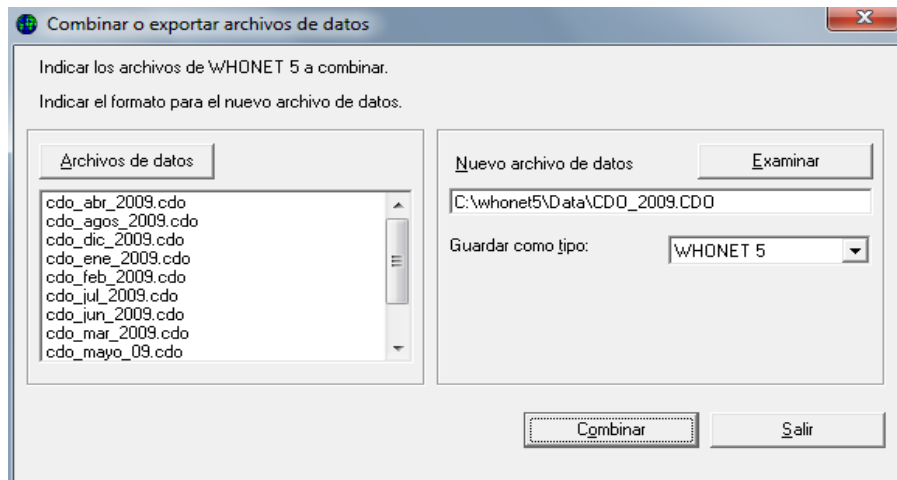 Combinar o exportar archivos de datos
Indicar los archivos de WHONET 5 a combinar.
Indicar el formato para el nuevo archivo de datos.
Archivos de datos
cdo_abr_2009.cdo
cdo_agos_2009.cdo
cdo_dic_2009.cdo
cdo_ene_2009.cdo
cdo_feb_2009.cdo
cdo_jul_2009.cdo
cdo_jun_2009.cdo
cdo_mar_2009.cdo
cdo_mayo_09.cdo
Nuevo archivo de datos
Examinar
C:\whonet5\Data\CDO_2009.CDO
Guardar como tipo:
WHONET 5
Combinar
Salir